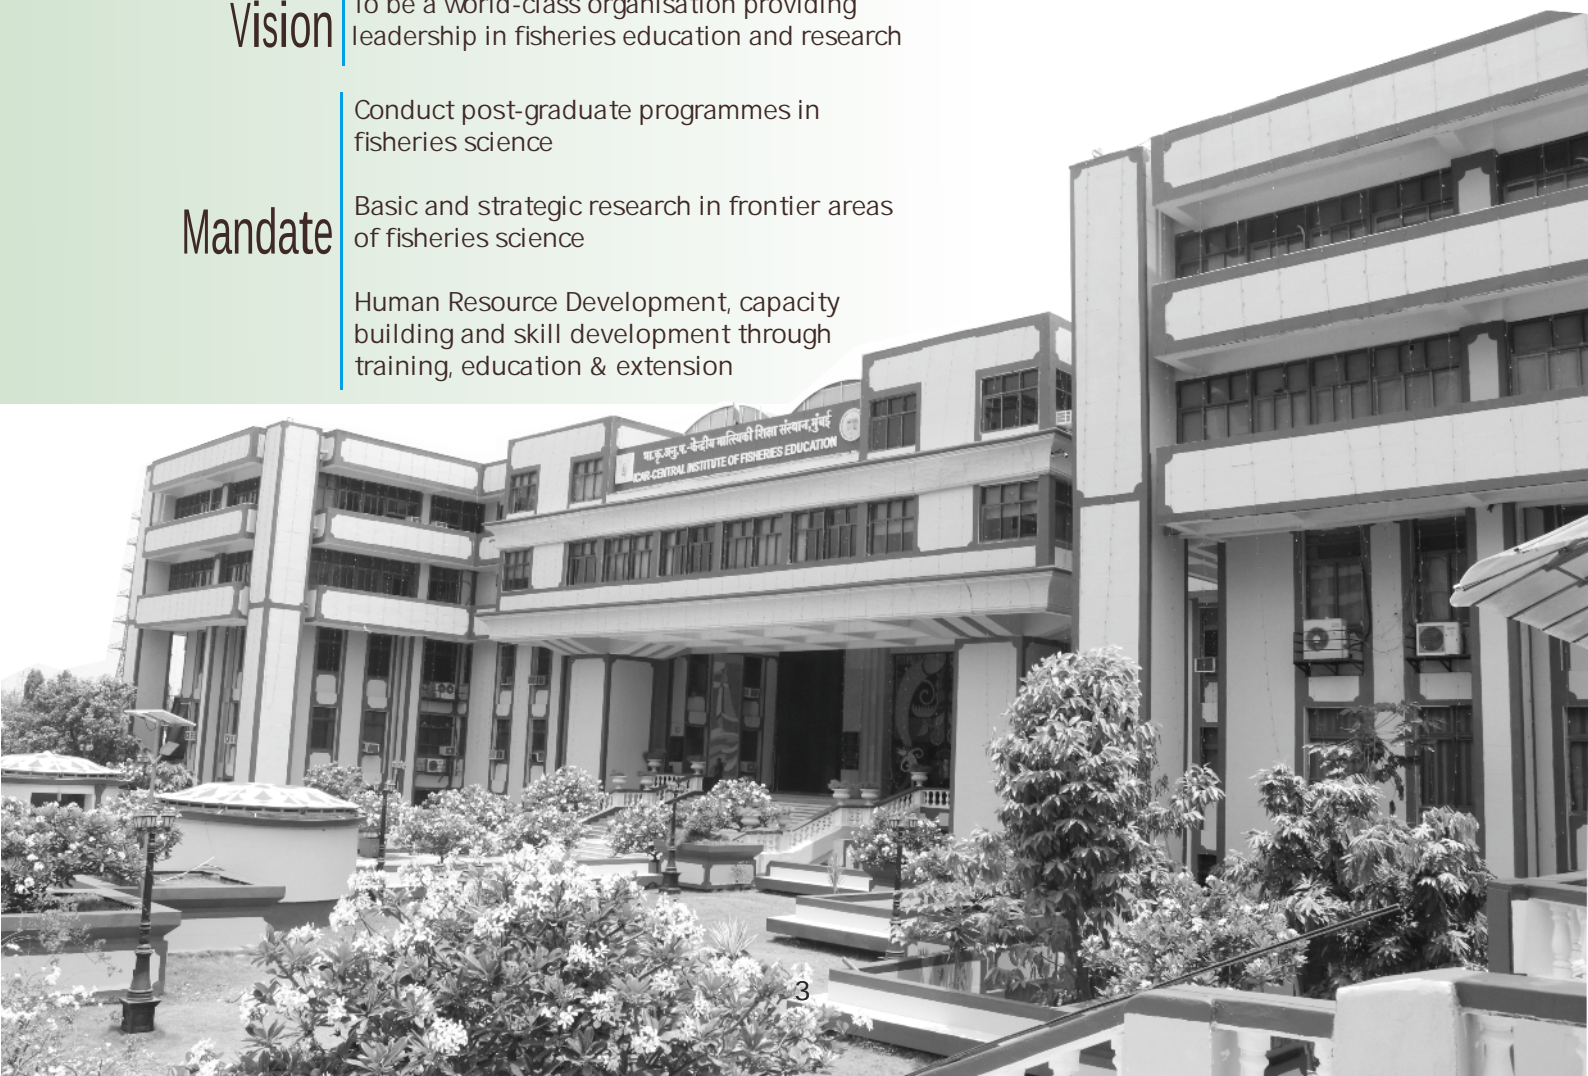 Vision
To be a world-class organisation providing
leadership in fisheries education and research
Mandate
Conduct post-graduate programmes in
fisheries science
Basic and strategic research in frontier areas
of fisheries science
Human Resource Development, capacity
building and skill development through
training, education & extension
भा.कृ.अनु.प.-केन्द्रीय मात्स्यिकी शिक्षा संस्थान,मुंबई
ICAR-CENTRAL INSTITUTE OF FISHERIES EDUCATION
3